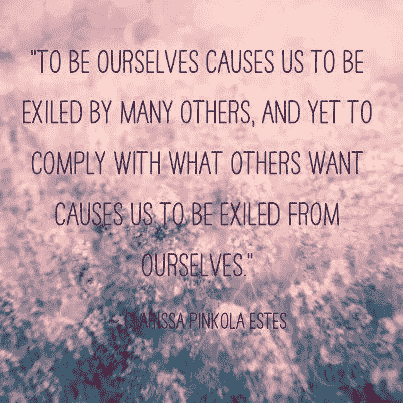 "TO BE OURSELVES CAUSES US TO BE
EXILED BY MANY OTHERS, AND YET TO
COMPLY WITH WHAT OTHERS WANT
CAUSES US TO BE EXILED FROM
OURSELVES."
CLARISSA PINKOLA ESTES